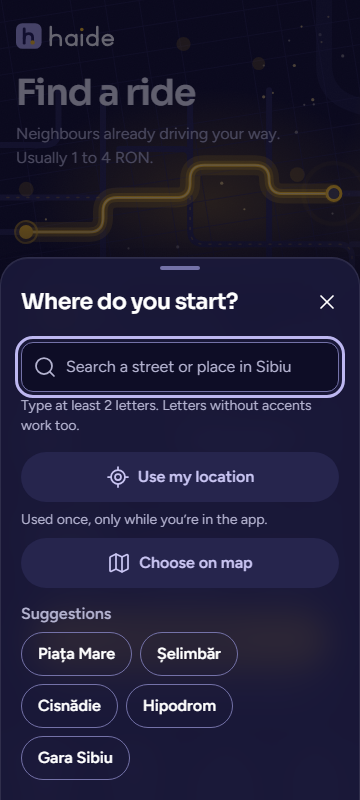 haide
Find a ride
Neighbours already driving your way.
Usually 1 to 4 RON.
Where do you start?
Search a street or place in Sibiu
Type at least 2 letters. Letters without accents
work too.
Use my location
Used once, only while you're in the app.
Choose on map
Suggestions
Piața Mare
Șelimbăr
Cisnădie
Hipodrom
Gara Sibiu